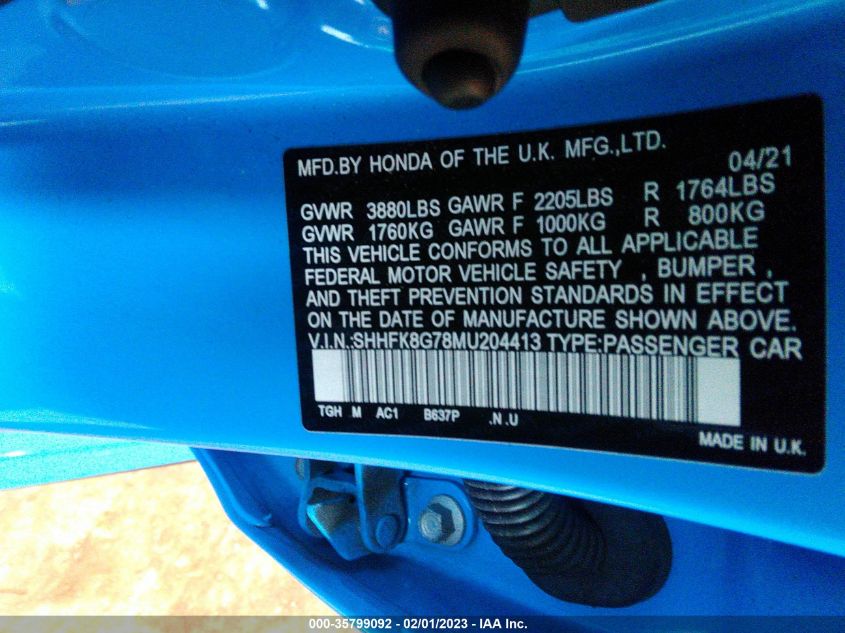 MFD.BY HONDA OF THE U.K. MFG.,LTD. 04/21
GVWR 3880LBS GAWR F 2205LBS R 1764LBS
GVWR 1760KG GAWR F 1000KG R 800KG
THIS VEHICLE CONFORMS TO ALL APPLICABLE
FEDERAL MOTOR VEHICLE SAFETY , BUMPER ,
AND THEFT PREVENTION STANDARDS IN EFFECT
ON THE DATE OF MANUFACTURE SHOWN ABOVE.
V.I.N.:SHHFK8G78MU204413 TYPE:PASSENGER CAR
TGH M AC1 B637P .N .U
MADE IN U.K.
000-35799092 - 02/01/2023 - IAA Inc.